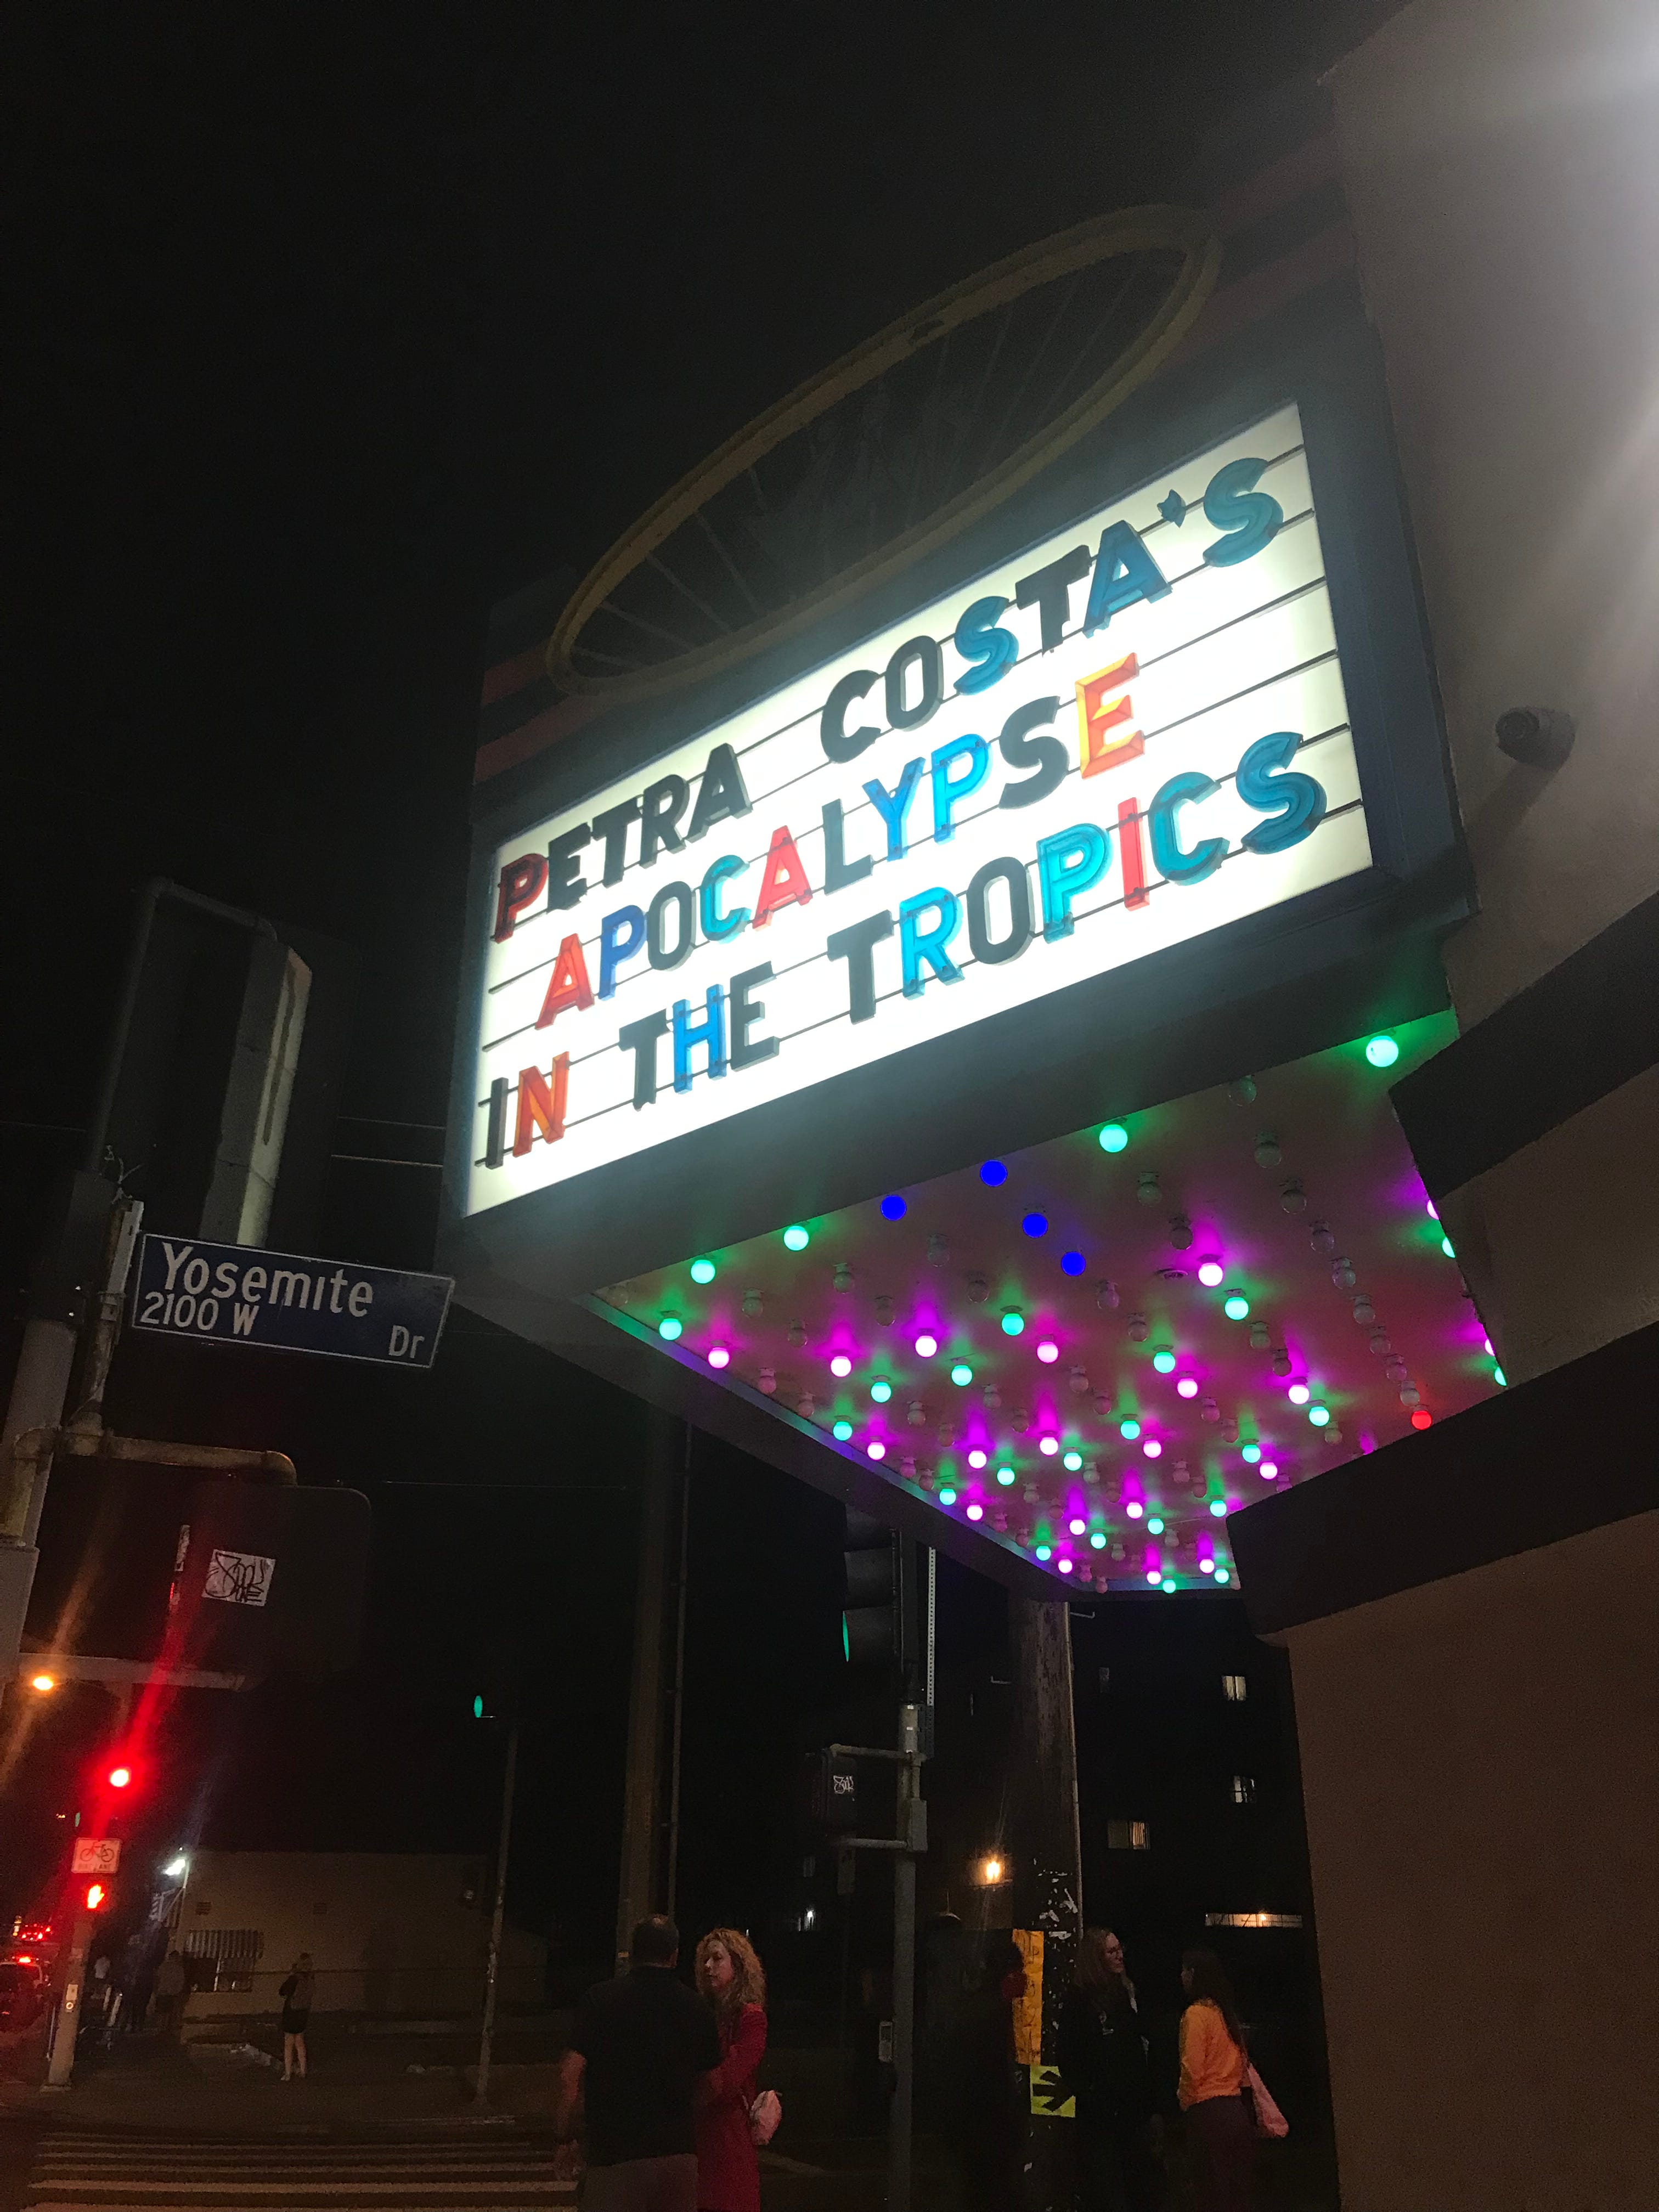 PETRA COSTA'S
APOCALYPSE
IN THE TROPICS
Yosemite
2100 W
Dr